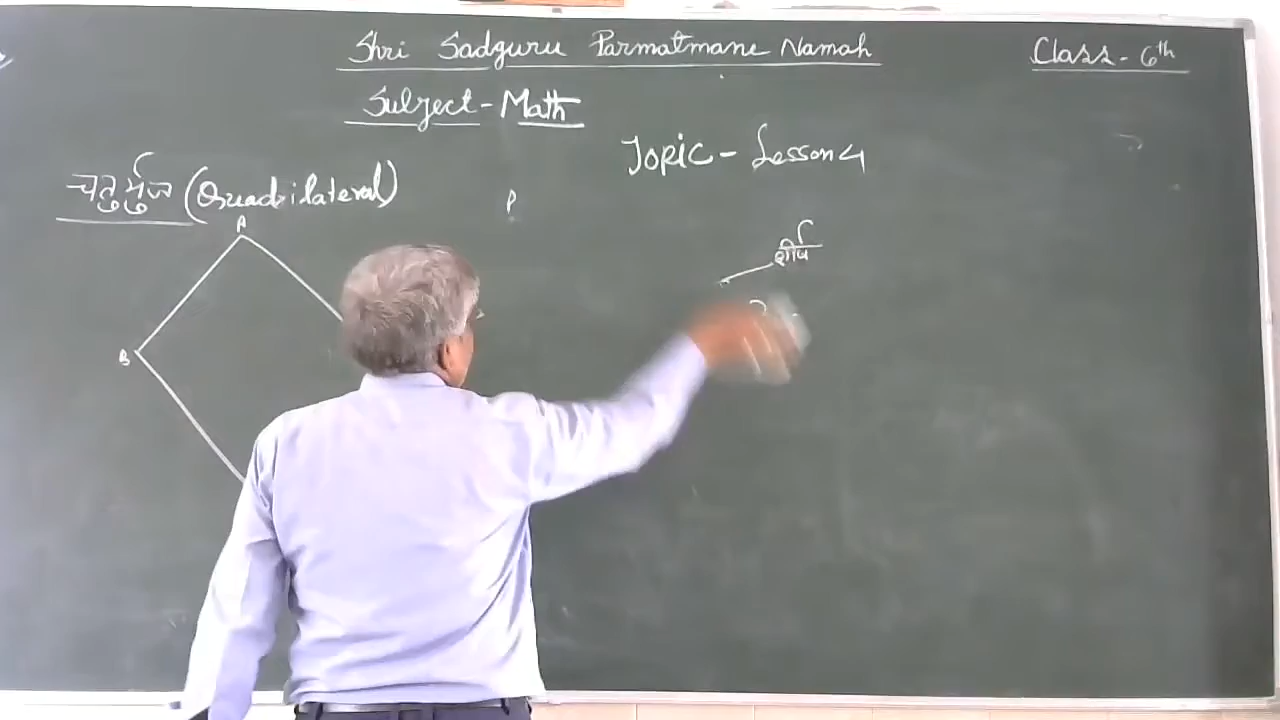 Shri Sadguru Parmatmane Namah
Class - 6th
Subject - Math
Topic - Lesson 4
चतुर्भुज (Quadrilateral)
A
P
शीर्ष
B